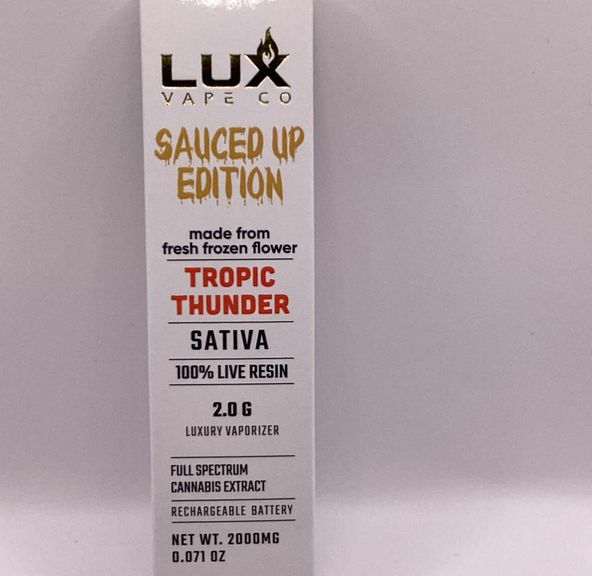 LUX
VAPE CO
SAUCED UP
EDITION
made from
fresh frozen flower
TROPIC
THUNDER
SATIVA
100% LIVE RESIN
2.0 G
LUXURY VAPORIZER
FULL SPECTRUM
CANNABIS EXTRACT
RECHARGEABLE BATTERY
NET WT. 2000MG
0.071 OZ